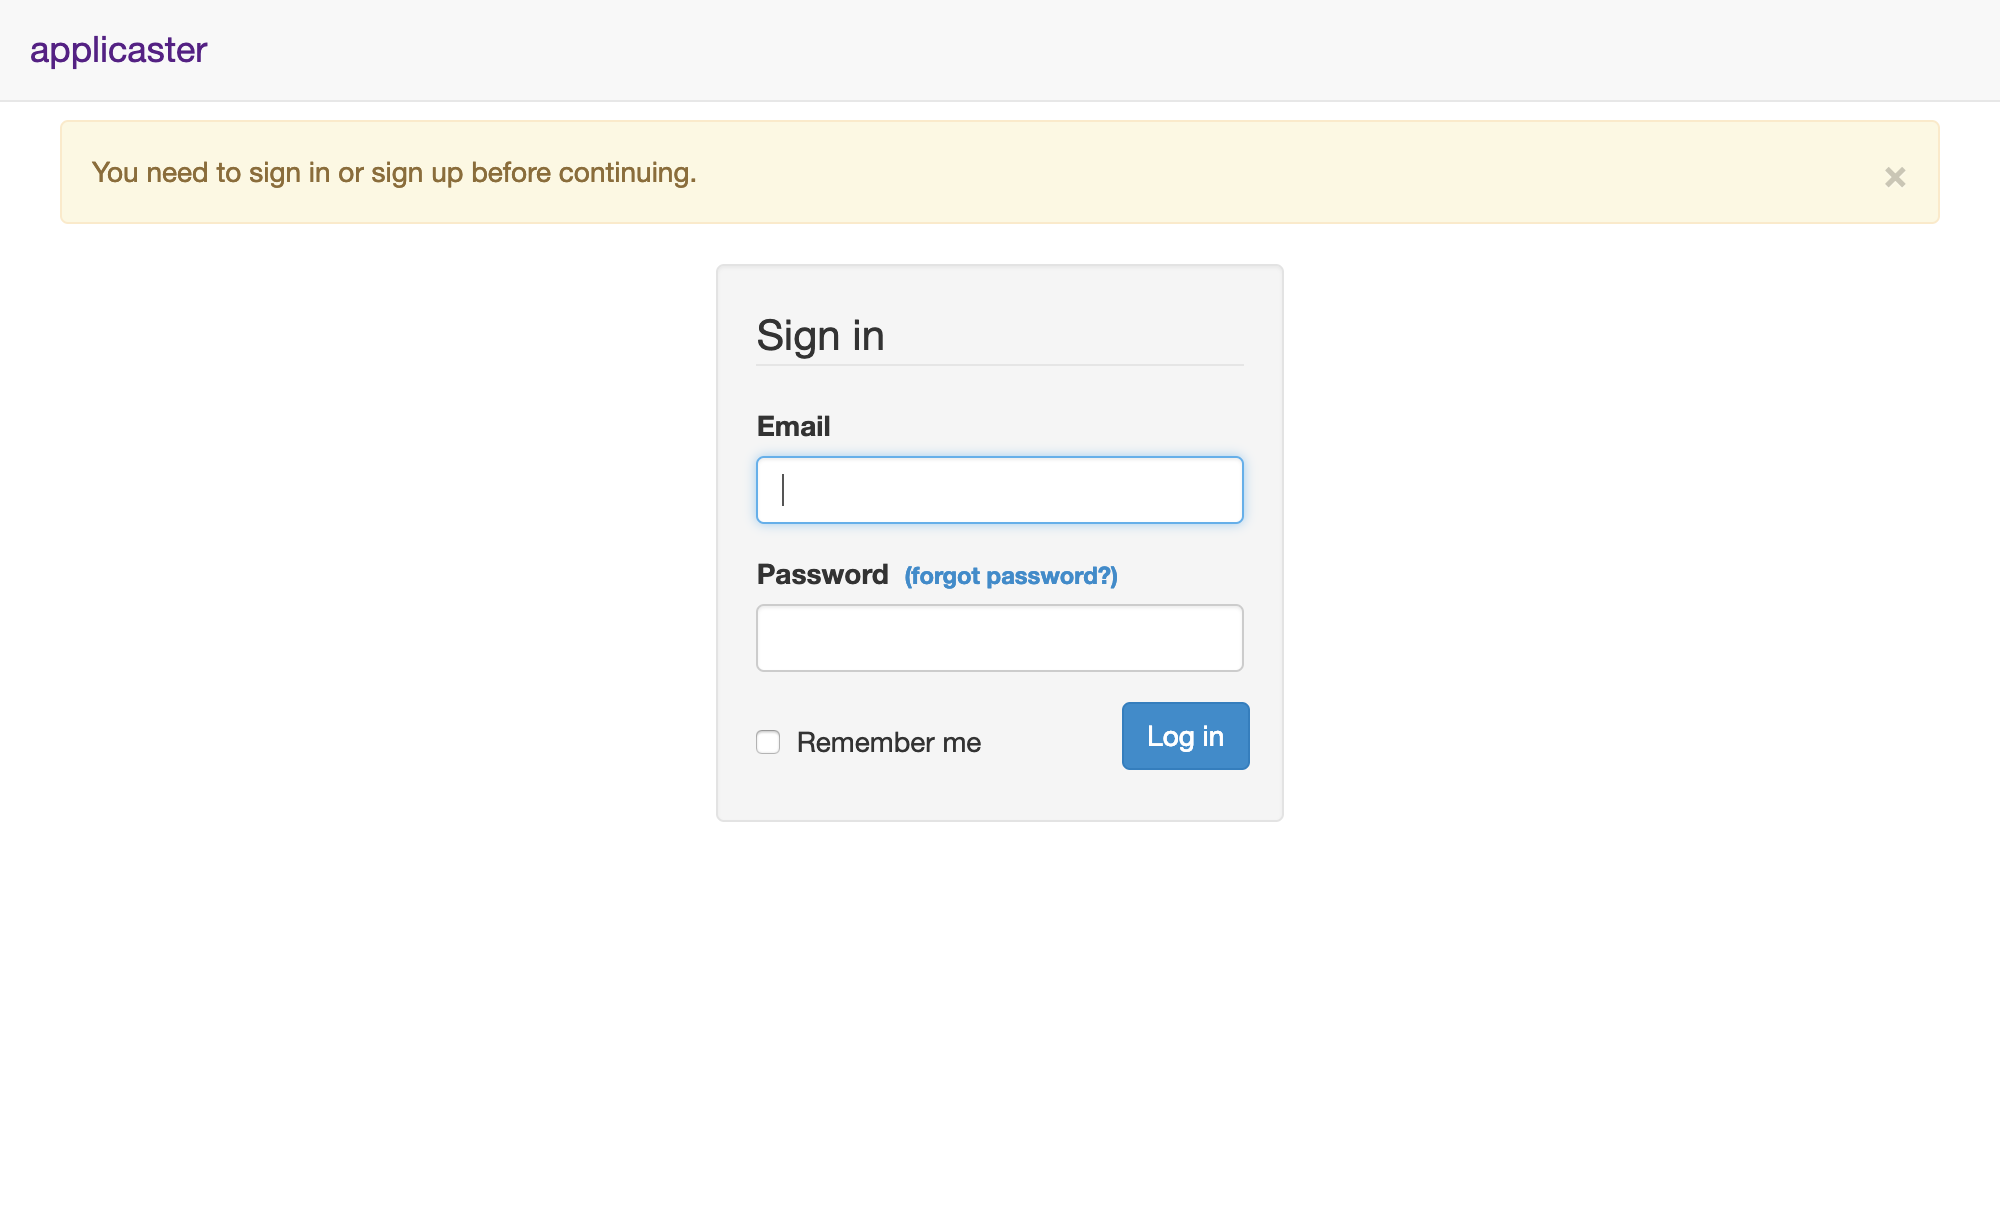 applicaster
You need to sign in or sign up before continuing.
×
Sign in
Email
Password (forgot password?)
Remember me
Log in